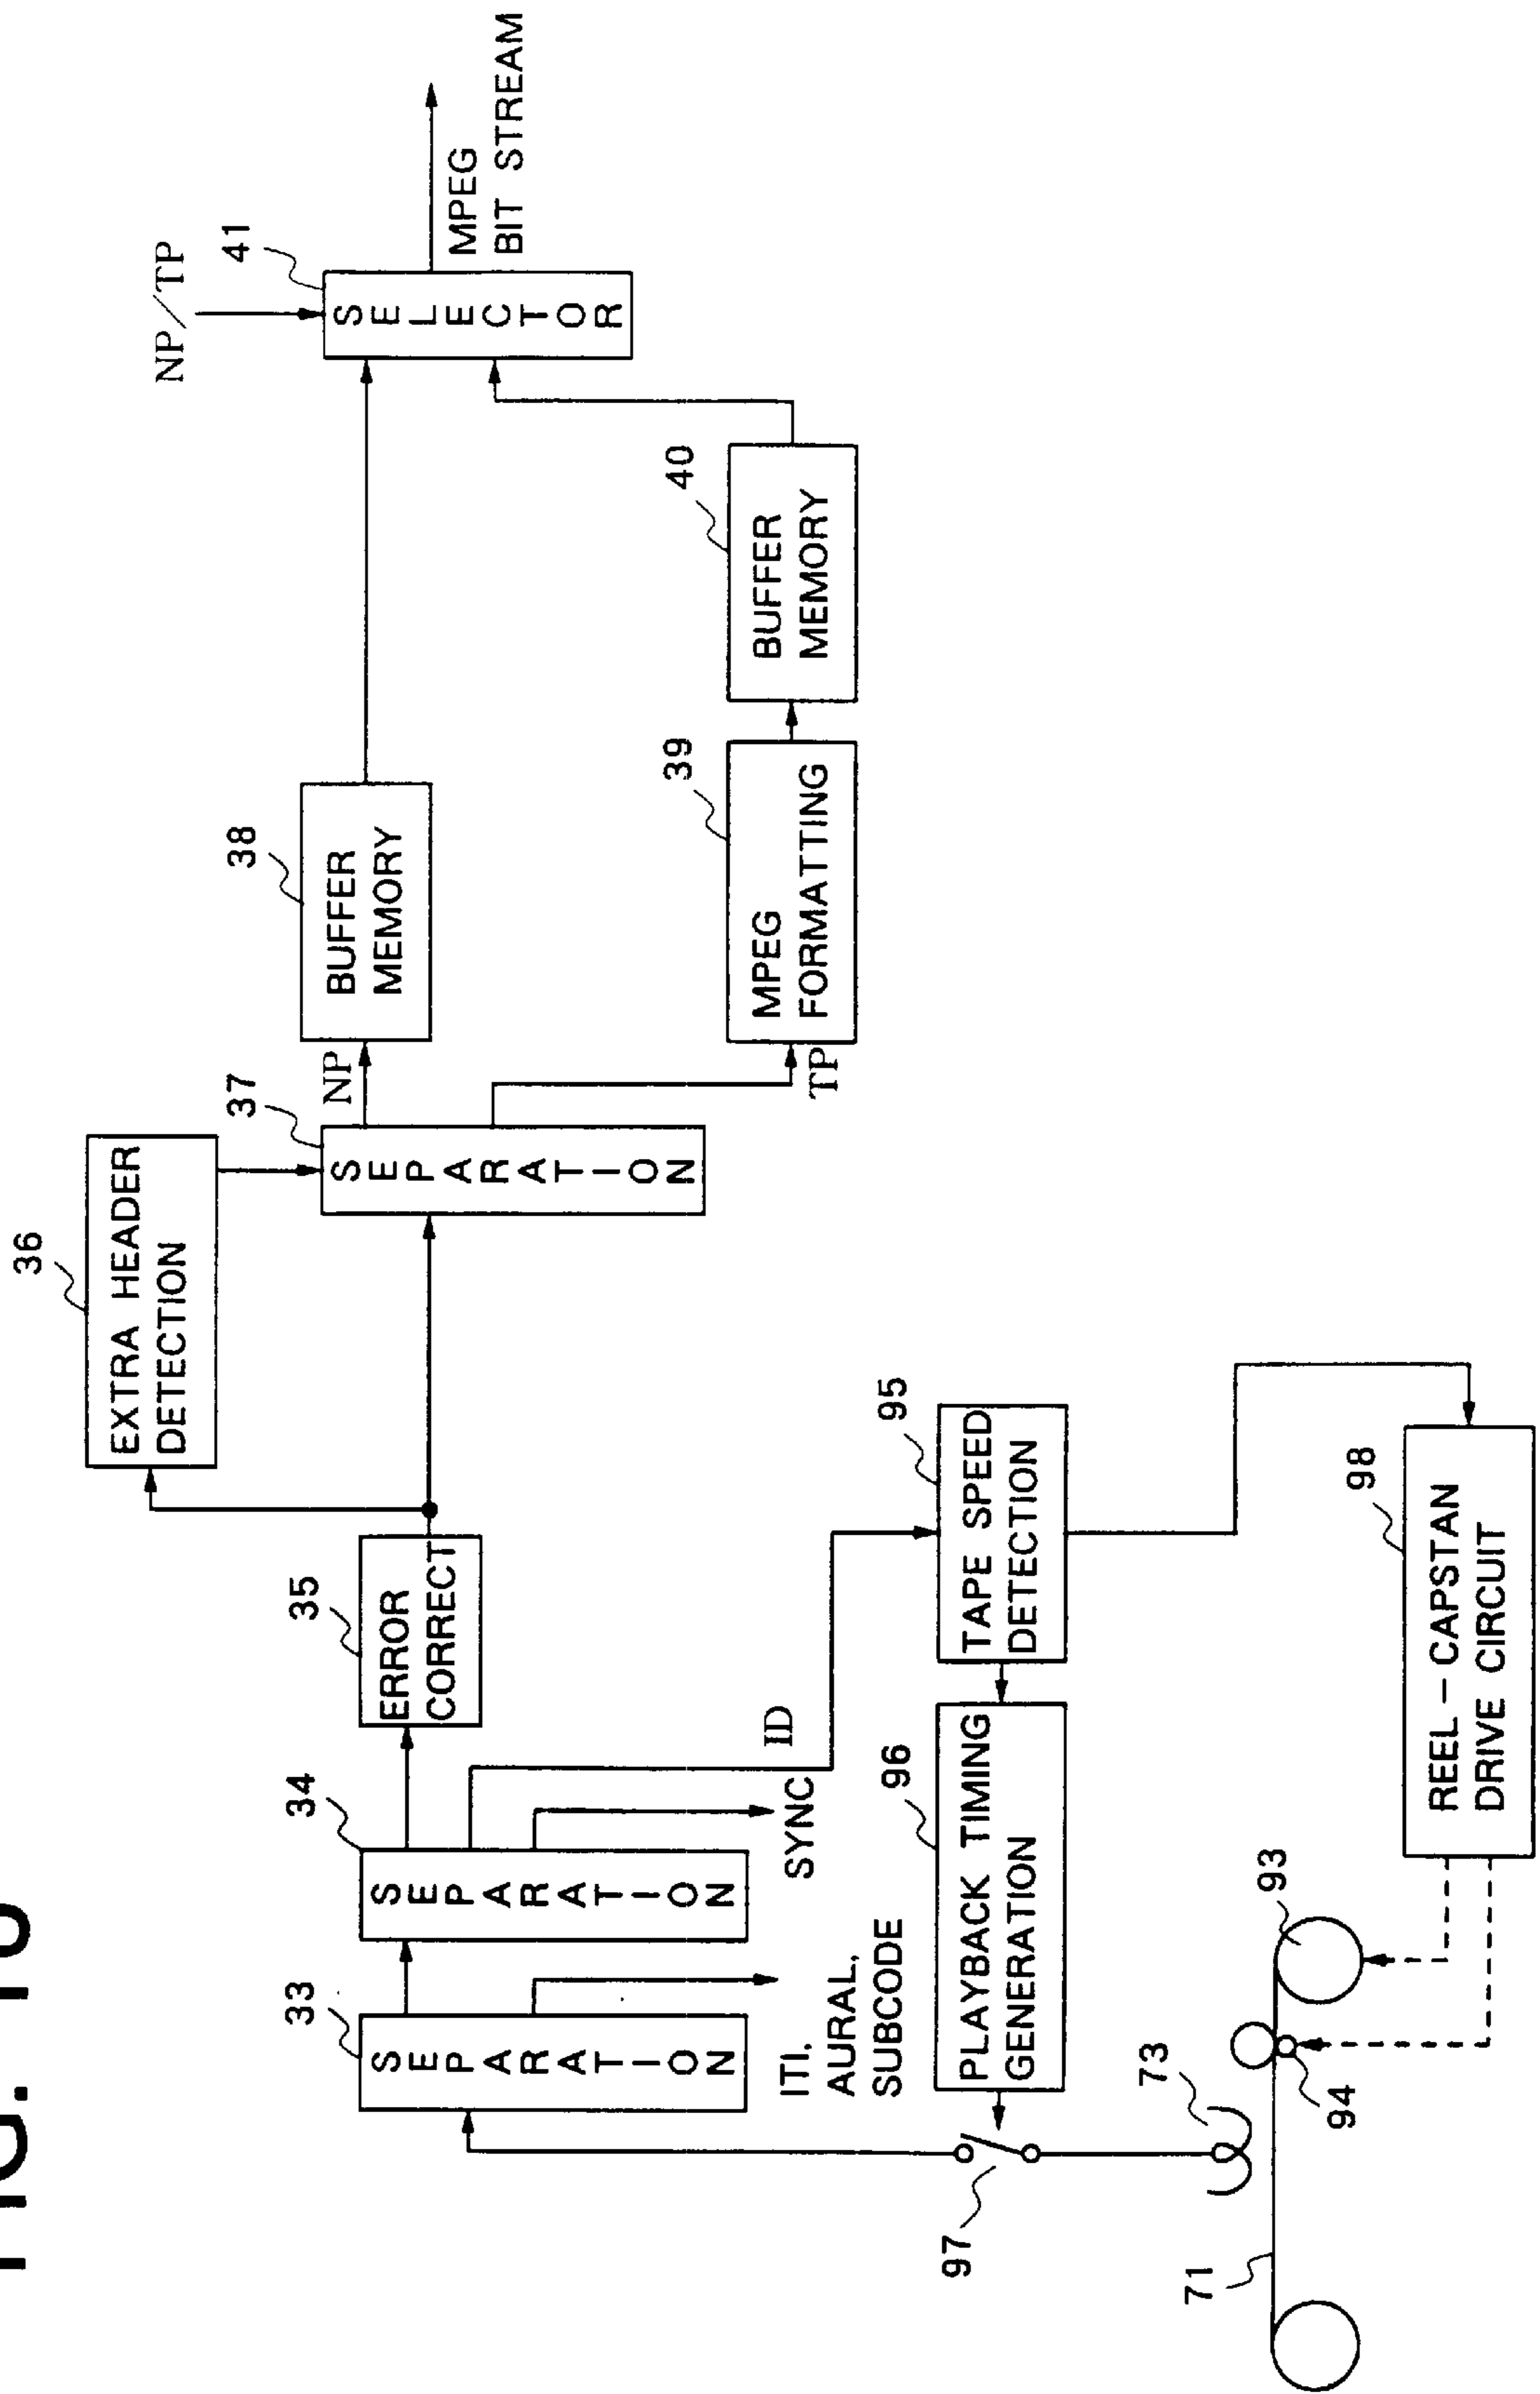 FIG.
36
EXTRA HEADER
DETECTION
NP/TP
33
34
35
37
38
41
SEPARATION
SEPARATION
ERROR
CORRECT
SEPARATION
NP
BUFFER
MEMORY
SELECTOR
MPEG
BIT STREAM
ITI,
AURAL,
SUBCODE
SYNC
ID
TP
39
MPEG
FORMATTING
40
BUFFER
MEMORY
97
96
PLAYBACK TIMING
GENERATION
95
TAPE SPEED
DETECTION
71
73
94
93
98
REEL-CAPSTAN
DRIVE CIRCUIT